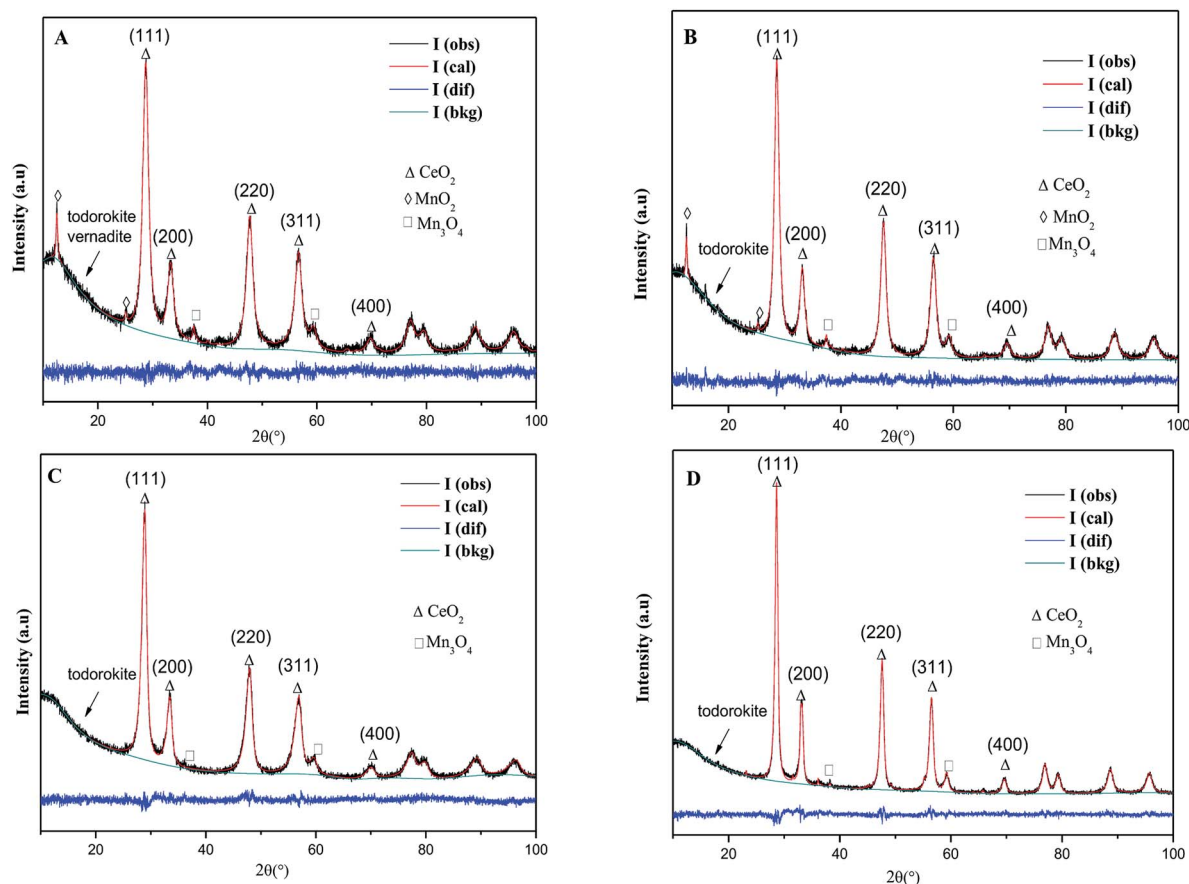 A
(111)
I (obs)
I (cal)
I (dif)
I (bkg)
CeO2
MnO2
Mn3O4
todorokite
vernadite
(200)
(220)
(311)
(400)
Intensity (a.u)
20 40 60 80 100
2θ(°)
B
(111)
I (obs)
I (cal)
I (dif)
I (bkg)
CeO2
MnO2
Mn3O4
todorokite
(200)
(220)
(311)
(400)
Intensity (a.u)
20 40 60 80 100
2θ(°)
C
(111)
I (obs)
I (cal)
I (dif)
I (bkg)
CeO2
Mn3O4
todorokite
(200)
(220)
(311)
(400)
Intensity (a.u)
20 40 60 80 100
2θ(°)
D
(111)
I (obs)
I (cal)
I (dif)
I (bkg)
CeO2
Mn3O4
todorokite
(200)
(220)
(311)
(400)
Intensity (a.u)
20 40 60 80 100
2θ(°)